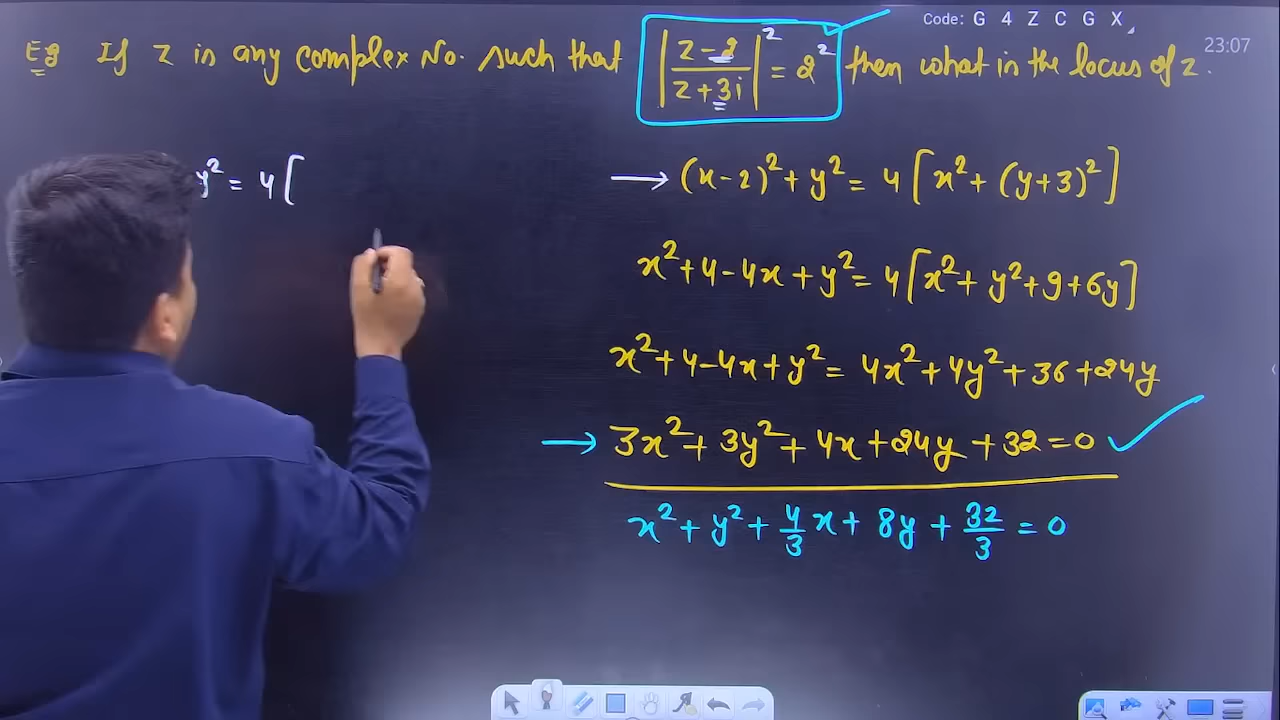 Code: G 4 Z C G X
23:07
Eg If z is any complex No. such that |z-2/z+3i|² = 2² then what is the locus of z.
y² = 4[
→ (x-2)² + y² = 4[x² + (y+3)²]
x² + 4 - 4x + y² = 4[x² + y² + 9 + 6y]
x² + 4 - 4x + y² = 4x² + 4y² + 36 + 24y
→ 3x² + 3y² + 4x + 24y + 32 = 0 ✓
x² + y² + 4/3 x + 8y + 32/3 = 0